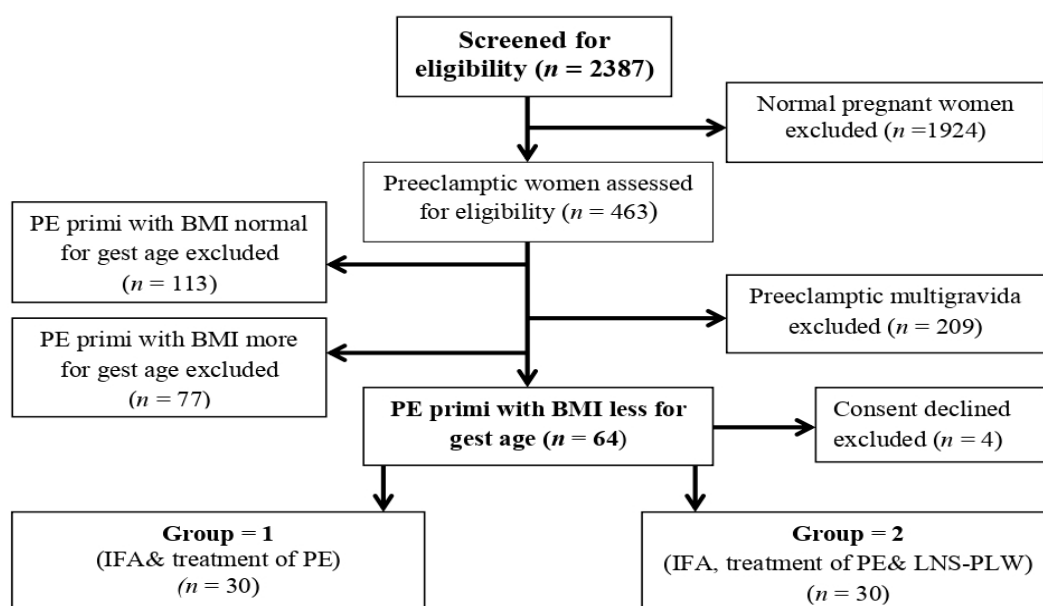 Screened for
eligibility (n = 2387)
Normal pregnant women
excluded (n =1924)
Preeclamptic women assessed
for eligibility (n = 463)
PE primi with BMI normal
for gest age excluded
(n = 113)
Preeclamptic multigravida
excluded (n = 209)
PE primi with BMI more
for gest age excluded
(n = 77)
PE primi with BMI less for
gest age (n = 64)
Consent declined
excluded (n = 4)
Group = 1
(IFA& treatment of PE)
(n = 30)
Group = 2
(IFA, treatment of PE& LNS-PLW)
(n = 30)